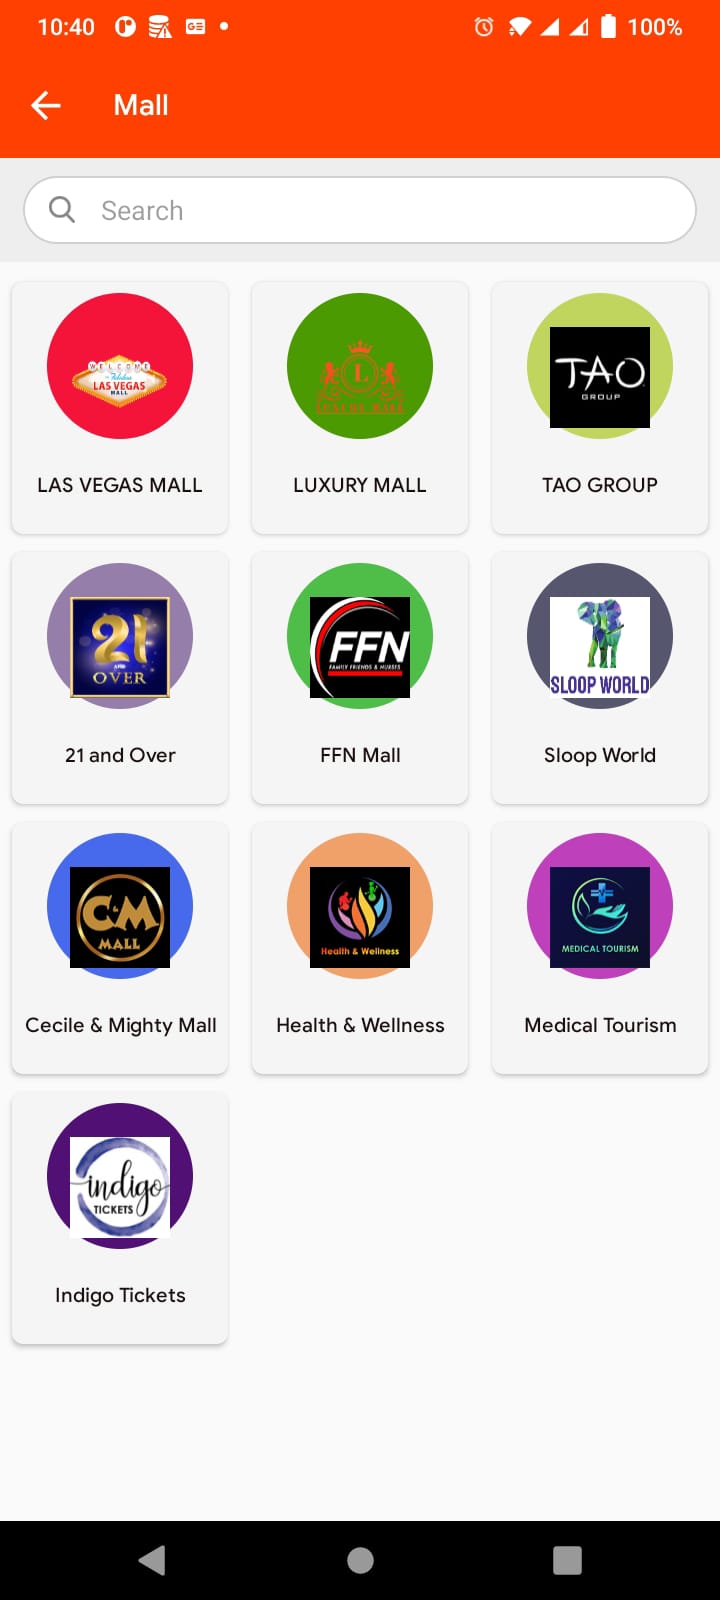 10:40
GE
100%
Mall
Search
WELCOME
to Fabulous
LAS VEGAS
MALL
LAS VEGAS MALL
L
LUXURY MALL
LUXURY MALL
TAO
GROUP
TAO GROUP
21
AND
OVER
21 and Over
FFN
FAMILY FRIENDS & NURSES
FFN Mall
SLOOP WORLD
Sloop World
C&M
MALL
Cecile & Mighty Mall
Health & Wellness
Health & Wellness
MEDICAL TOURISM
Medical Tourism
indigo
TICKETS
Indigo Tickets